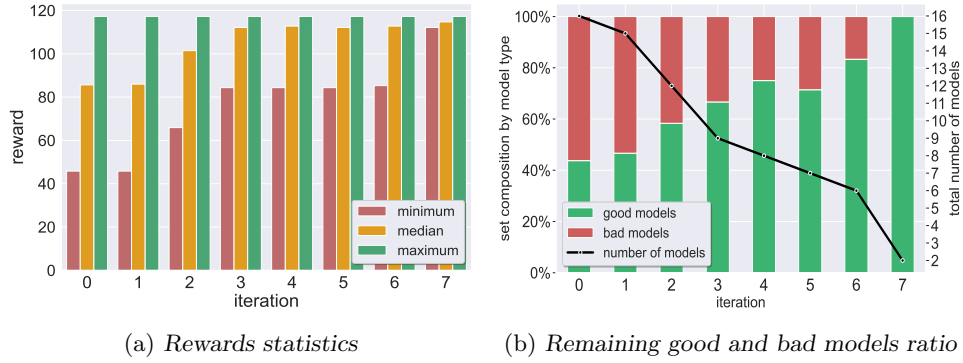 120
100
80
60
40
20
0
reward
minimum
median
maximum
0 1 2 3 4 5 6 7
iteration
(a) Rewards statistics
100%
80%
60%
40%
20%
0%
set composition by model type
good models
bad models
number of models
16
15
14
13
12
11
10
9
8
7
6
5
4
3
2
total number of models
0 1 2 3 4 5 6 7
iteration
(b) Remaining good and bad models ratio